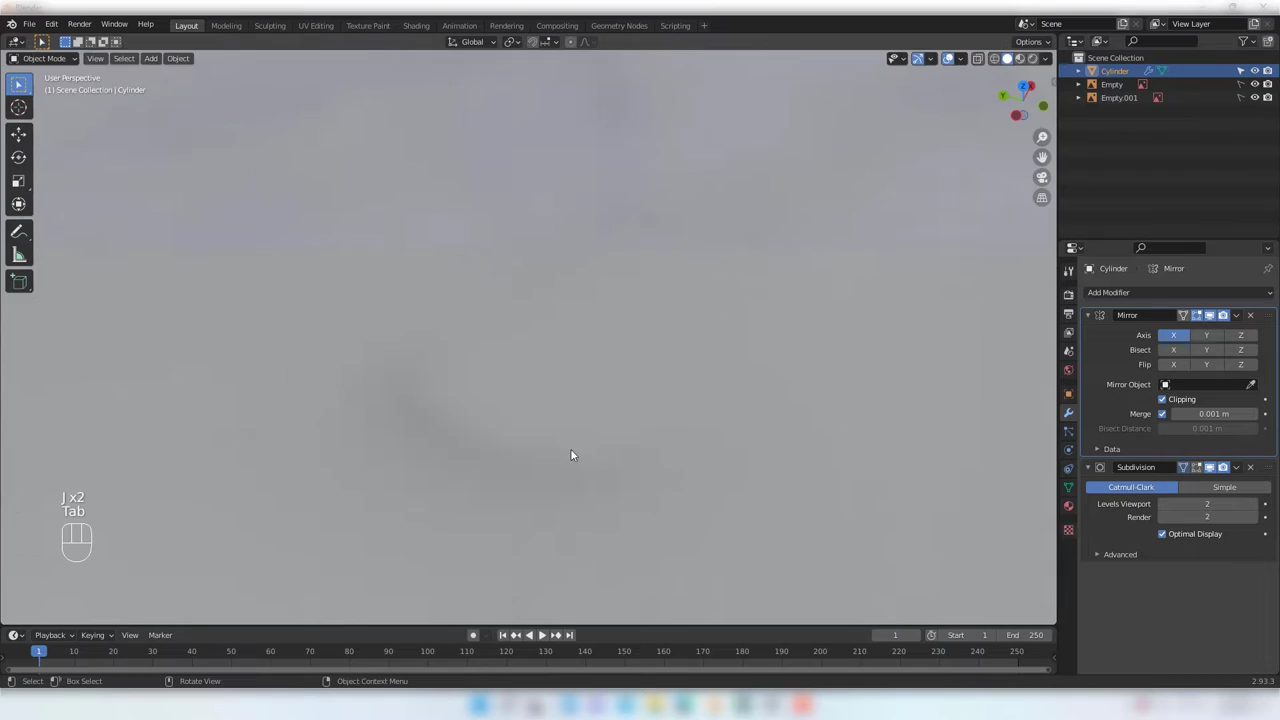 File Edit Render Window Help Layout Modeling Sculpting UV Editing Texture Paint Shading Animation Rendering Compositing Geometry Nodes Scripting + Scene View Layer
Global Options
Object Mode View Select Add Object
User Perspective
(1) Scene Collection | Cylinder
Z
Y
X
Scene Collection
Cylinder
Empty
Empty.001
Cylinder Mirror
Add Modifier
Mirror
Axis X Y Z
Bisect X Y Z
Flip X Y Z
Mirror Object
Clipping
Merge 0.001 m
Bisect Distance 0.001 m
Data
Subdivision
Catmull-Clark Simple
Levels Viewport 2
Render 2
Optimal Display
Advanced
J x2
Tab
Playback Keying View Marker 1 Start 1 End 250
1 10 20 30 40 50 60 70 80 90 100 110 120 130 140 150 160 170 180 190 200 210 220 230 240 250
Select Box Select Rotate View Object Context Menu 2.93.3